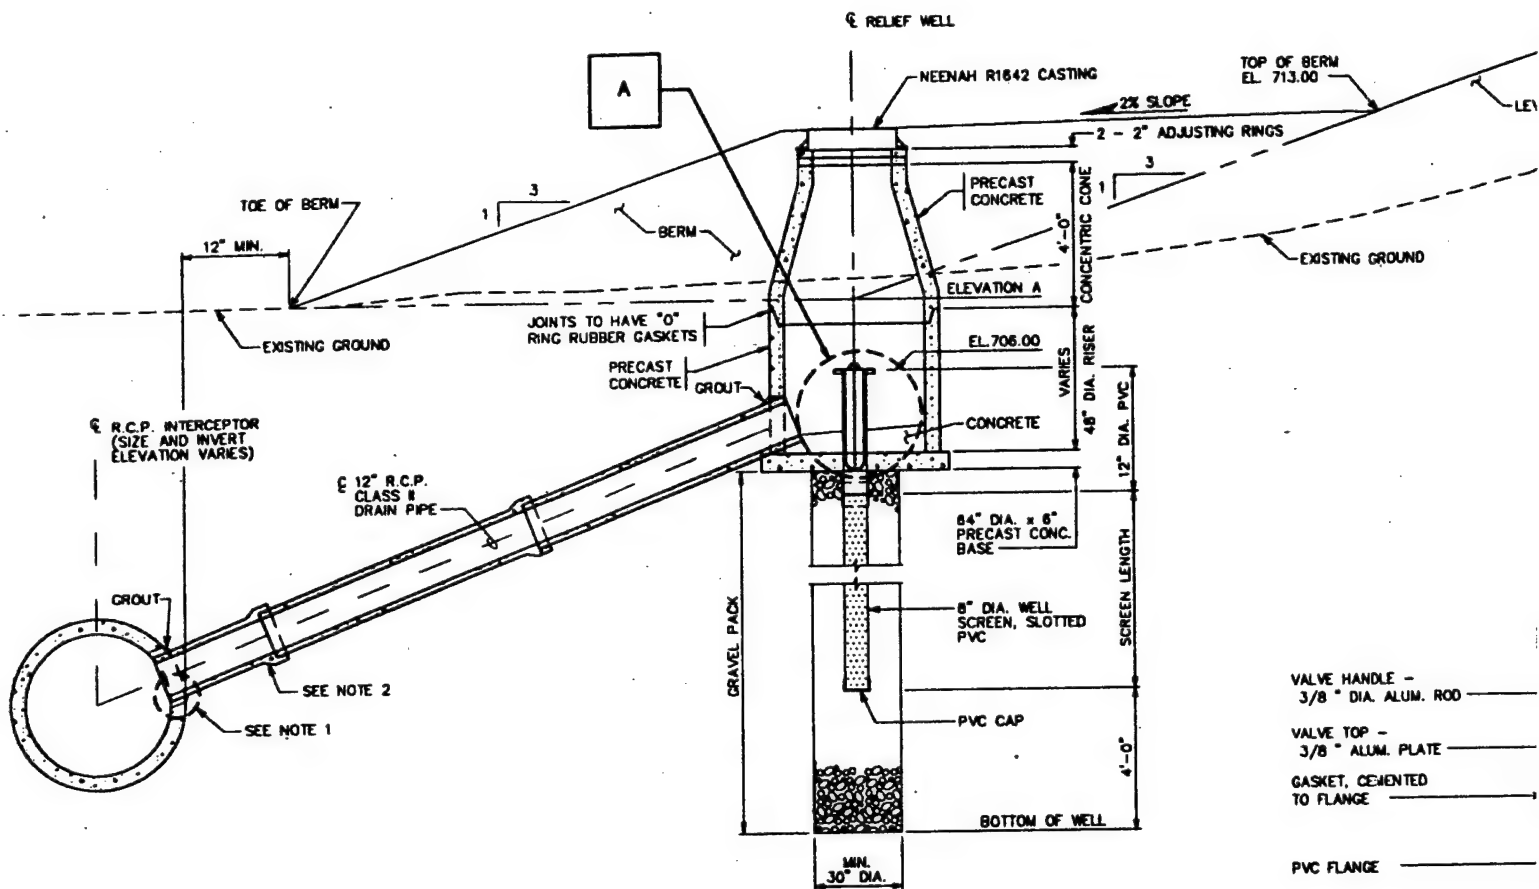 ℄ RELIEF WELL
A
NEENAH R1642 CASTING
TOP OF BERM
EL. 713.00
2% SLOPE
2 - 2" ADJUSTING RINGS
3
1
PRECAST
CONCRETE
4'-0"
CONCENTRIC CONE
3
1
TOE OF BERM
BERM
12" MIN.
EXISTING GROUND
ELEVATION A
EXISTING GROUND
JOINTS TO HAVE "O"
RING RUBBER GASKETS
EL.706.00
PRECAST
CONCRETE
GROUT
VARIES
48" DIA. RISER
12" DIA. PVC
CONCRETE
℄ R.C.P. INTERCEPTOR
(SIZE AND INVERT
ELEVATION VARIES)
℄ 12" R.C.P.
CLASS II
DRAIN PIPE
64" DIA. x 6"
PRECAST CONC.
BASE
SCREEN LENGTH
GRAVEL PACK
8" DIA. WELL
SCREEN, SLOTTED
PVC
GROUT
SEE NOTE 2
SEE NOTE 1
PVC CAP
4'-0"
BOTTOM OF WELL
MIN.
30" DIA.
VALVE HANDLE -
3/8 " DIA. ALUM. ROD
VALVE TOP -
3/8 " ALUM. PLATE
GASKET, CEMENTED
TO FLANGE
PVC FLANGE